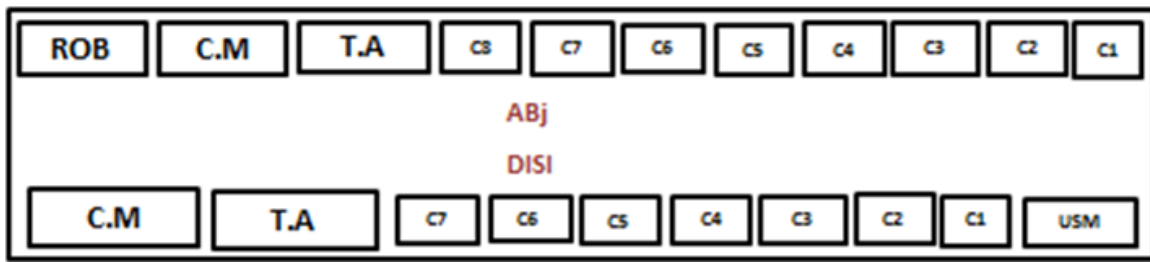 ROB C.M T.A C8 C7 C6 C5 C4 C3 C2 C1
ABj
DISI
C.M T.A C7 C6 C5 C4 C3 C2 C1 USM